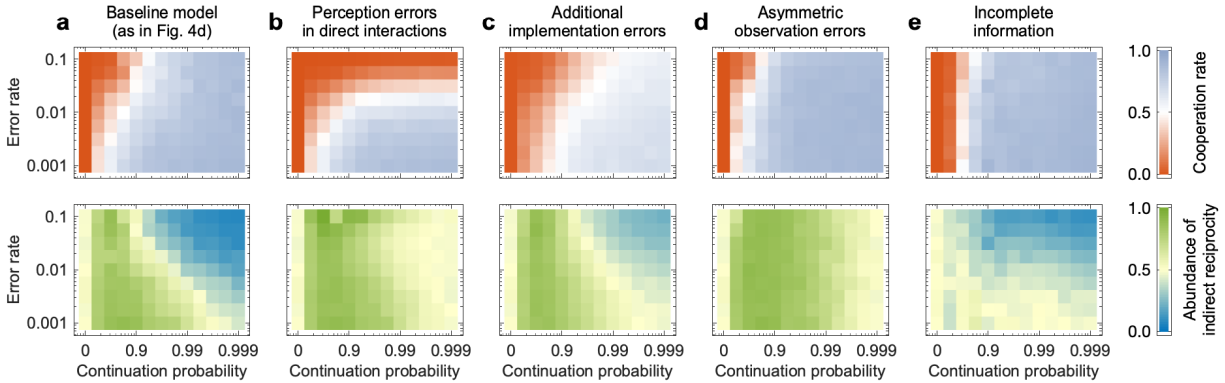 a Baseline model
(as in Fig. 4d)
b Perception errors
in direct interactions
c Additional
implementation errors
d Asymmetric
observation errors
e Incomplete
information
Error rate
0.1
0.01
0.001
1.0
0.5
0.0
Cooperation rate
Error rate
0.1
0.01
0.001
1.0
0.5
0.0
Abundance of
indirect reciprocity
0 0.9 0.99 0.999
0 0.9 0.99 0.999
0 0.9 0.99 0.999
0 0.9 0.99 0.999
0 0.9 0.99 0.999
Continuation probability
Continuation probability
Continuation probability
Continuation probability
Continuation probability